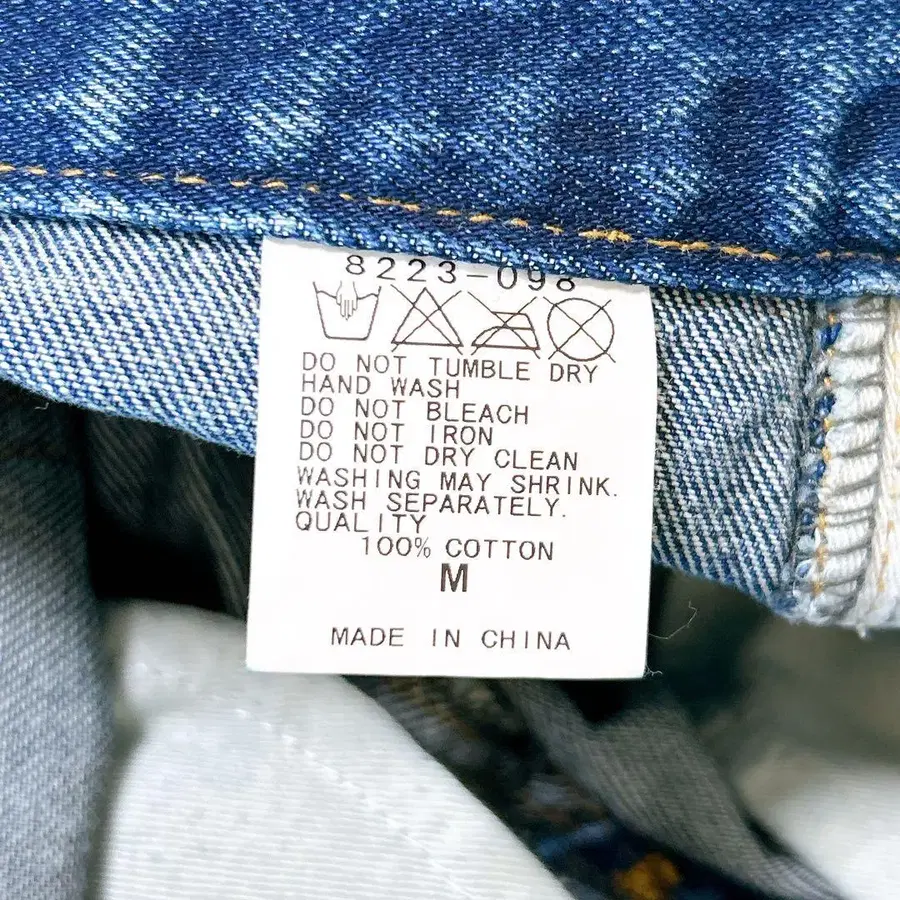 8223-098
DO NOT TUMBLE DRY
HAND WASH
DO NOT BLEACH
DO NOT IRON
DO NOT DRY CLEAN
WASHING MAY SHRINK.
WASH SEPARATELY.
QUALITY
100% COTTON
M
MADE IN CHINA